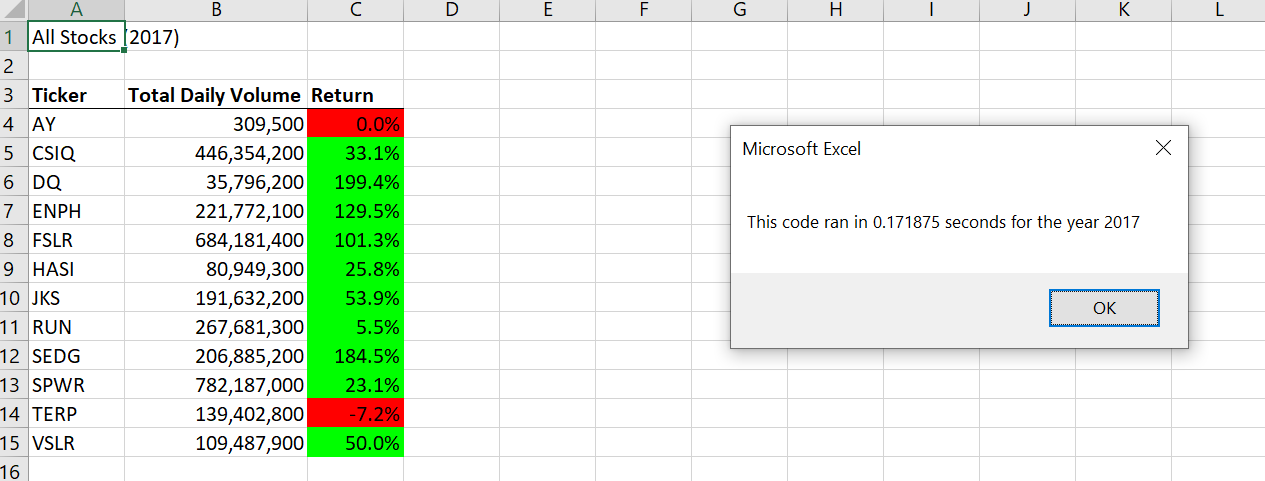 A B C D E F G H I J K L
1 All Stocks (2017)
2
3 Ticker Total Daily Volume Return
4 AY 309,500 0.0%
5 CSIQ 446,354,200 33.1%
6 DQ 35,796,200 199.4%
7 ENPH 221,772,100 129.5%
8 FSLR 684,181,400 101.3%
9 HASI 80,949,300 25.8%
10 JKS 191,632,200 53.9%
11 RUN 267,681,300 5.5%
12 SEDG 206,885,200 184.5%
13 SPWR 782,187,000 23.1%
14 TERP 139,402,800 -7.2%
15 VSLR 109,487,900 50.0%
16
Microsoft Excel
This code ran in 0.171875 seconds for the year 2017
OK